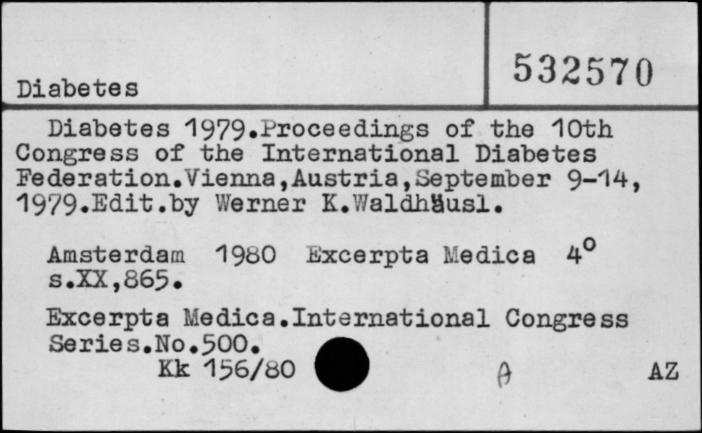 Diabetes
532570
Diabetes 1979.Proceedings of the 10th
Congress of the International Diabetes
Federation.Vienna,Austria,September 9-14,
1979.Edit.by Werner K.Waldhäusl.
Amsterdam 1980 Excerpta Medica 4°
s.XX,865.
Excerpta Medica.International Congress
Series.No.500.
Kk 156/80
AZ